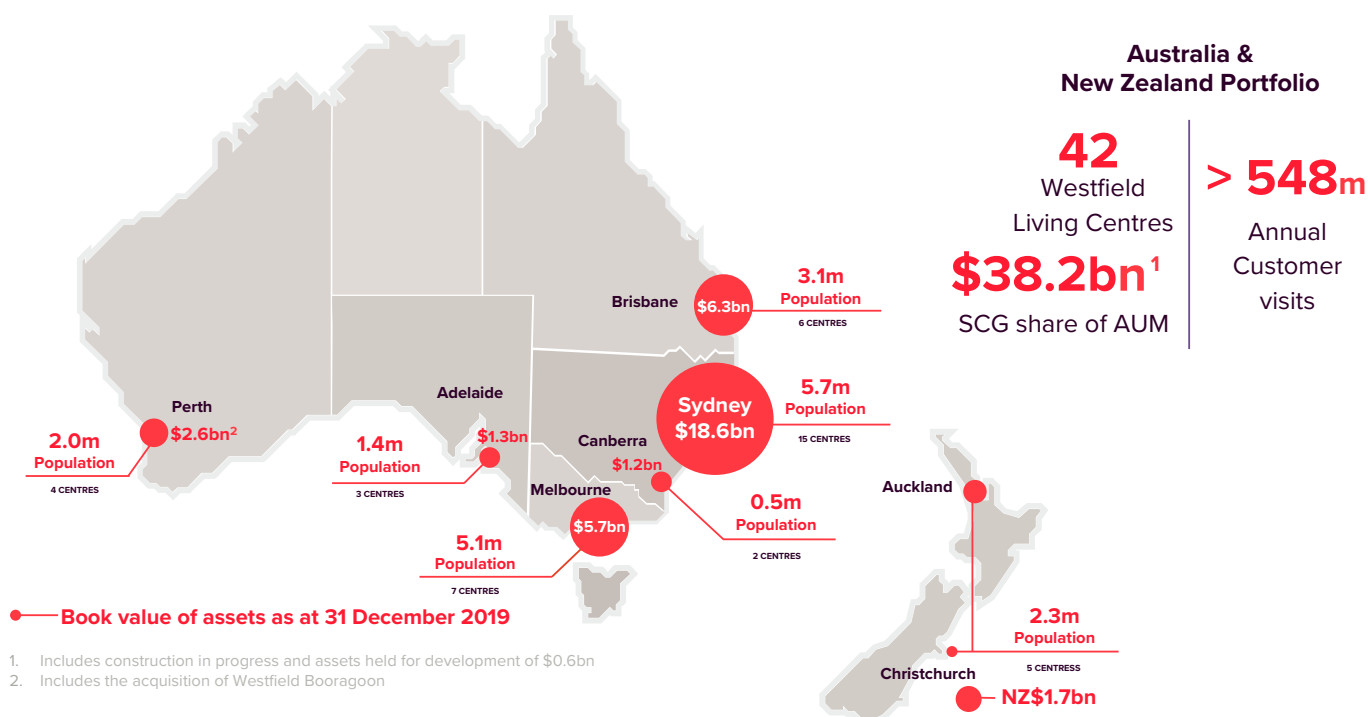 Australia &
New Zealand Portfolio
42
Westfield
Living Centres
$38.2bn¹
SCG share of AUM
> 548m
Annual
Customer
visits
Brisbane
$6.3bn
3.1m
Population
6 CENTRES
Sydney
$18.6bn
5.7m
Population
15 CENTRES
Perth
$2.6bn²
2.0m
Population
4 CENTRES
Adelaide
$1.3bn
1.4m
Population
3 CENTRES
Canberra
$1.2bn
0.5m
Population
2 CENTRES
Melbourne
$5.7bn
5.1m
Population
7 CENTRES
Auckland
2.3m
Population
5 CENTRESS
Christchurch
NZ$1.7bn
Book value of assets as at 31 December 2019
1. Includes construction in progress and assets held for development of $0.6bn
2. Includes the acquisition of Westfield Booragoon